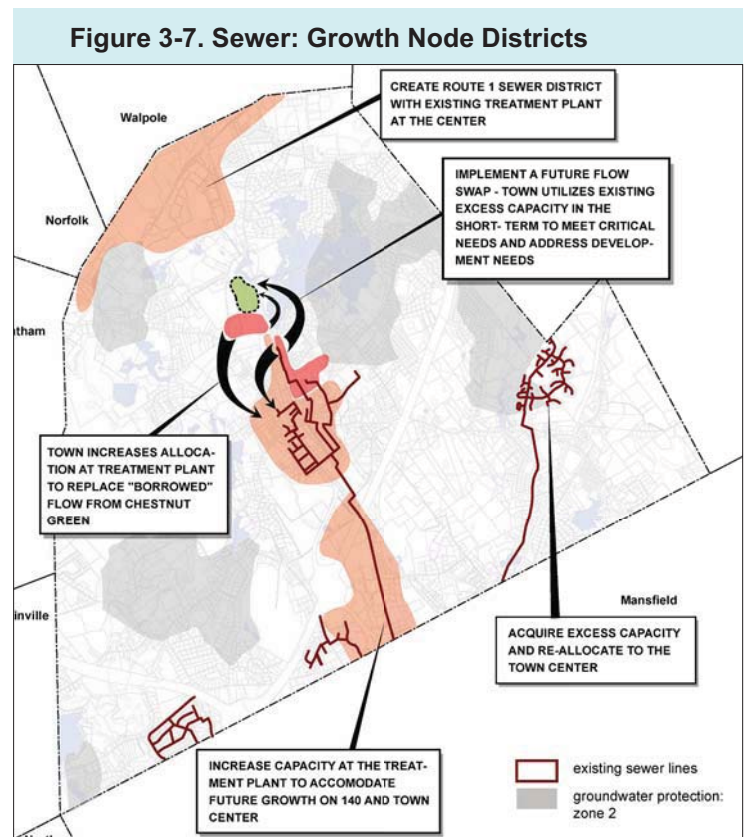 Figure 3-7. Sewer: Growth Node Districts
CREATE ROUTE 1 SEWER DISTRICT
WITH EXISTING TREATMENT PLANT
AT THE CENTER
Walpole
IMPLEMENT A FUTURE FLOW
SWAP - TOWN UTILIZES EXISTING
EXCESS CAPACITY IN THE
SHORT- TERM TO MEET CRITICAL
NEEDS AND ADDRESS DEVELOP-
MENT NEEDS
Norfolk
tham
TOWN INCREASES ALLOCA-
TION AT TREATMENT PLANT
TO REPLACE "BORROWED"
FLOW FROM CHESTNUT
GREEN
Mansfield
inville
ACQUIRE EXCESS CAPACITY
AND RE-ALLOCATE TO THE
TOWN CENTER
INCREASE CAPACITY AT THE TREAT-
MENT PLANT TO ACCOMODATE
FUTURE GROWTH ON 140 AND TOWN
CENTER
existing sewer lines
groundwater protection:
zone 2